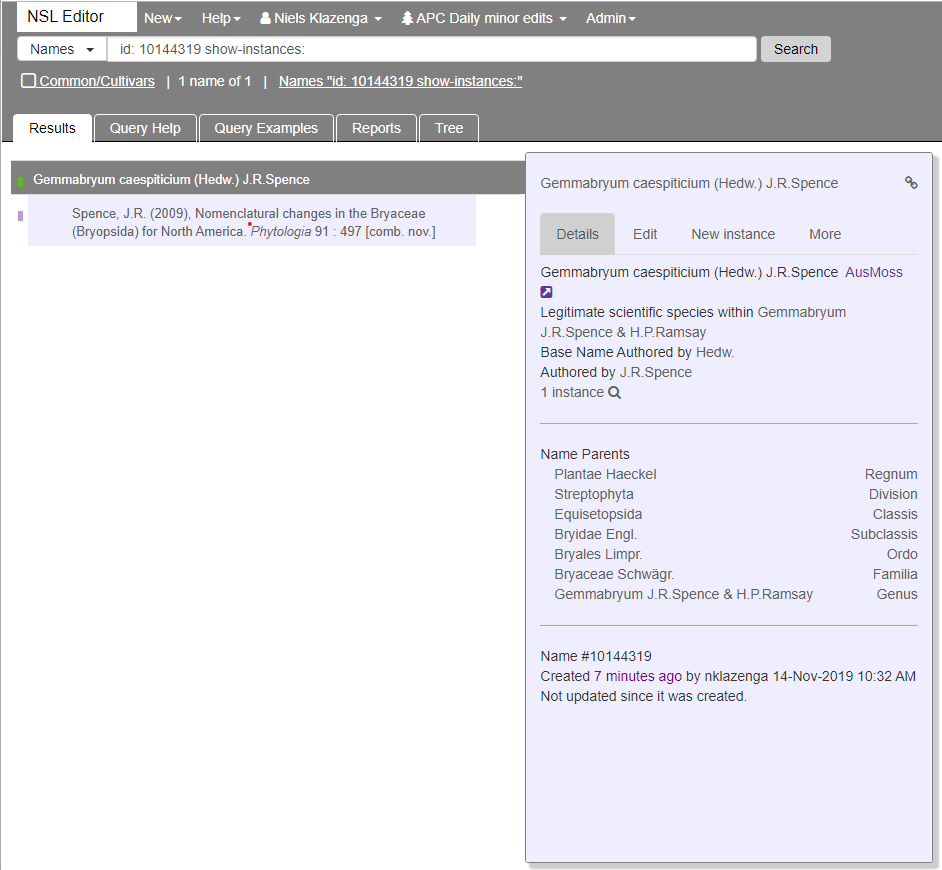 NSL Editor New Help Niels Klazenga APC Daily minor edits Admin
Names id: 10144319 show-instances: Search
Common/Cultivars | 1 name of 1 | Names "id: 10144319 show-instances:"
Results Query Help Query Examples Reports Tree
Gemmabryum caespiticium (Hedw.) J.R.Spence
Spence, J.R. (2009), Nomenclatural changes in the Bryaceae
(Bryopsida) for North America. Phytologia 91 : 497 [comb. nov.]
Gemmabryum caespiticium (Hedw.) J.R.Spence
Details Edit New instance More
Gemmabryum caespiticium (Hedw.) J.R.Spence AusMoss
Legitimate scientific species within Gemmabryum
J.R.Spence & H.P.Ramsay
Base Name Authored by Hedw.
Authored by J.R.Spence
1 instance
Name Parents
Plantae Haeckel Regnum
Streptophyta Division
Equisetopsida Classis
Bryidae Engl. Subclassis
Bryales Limpr. Ordo
Bryaceae Schwägr. Familia
Gemmabryum J.R.Spence & H.P.Ramsay Genus
Name #10144319
Created 7 minutes ago by nklazenga 14-Nov-2019 10:32 AM
Not updated since it was created.